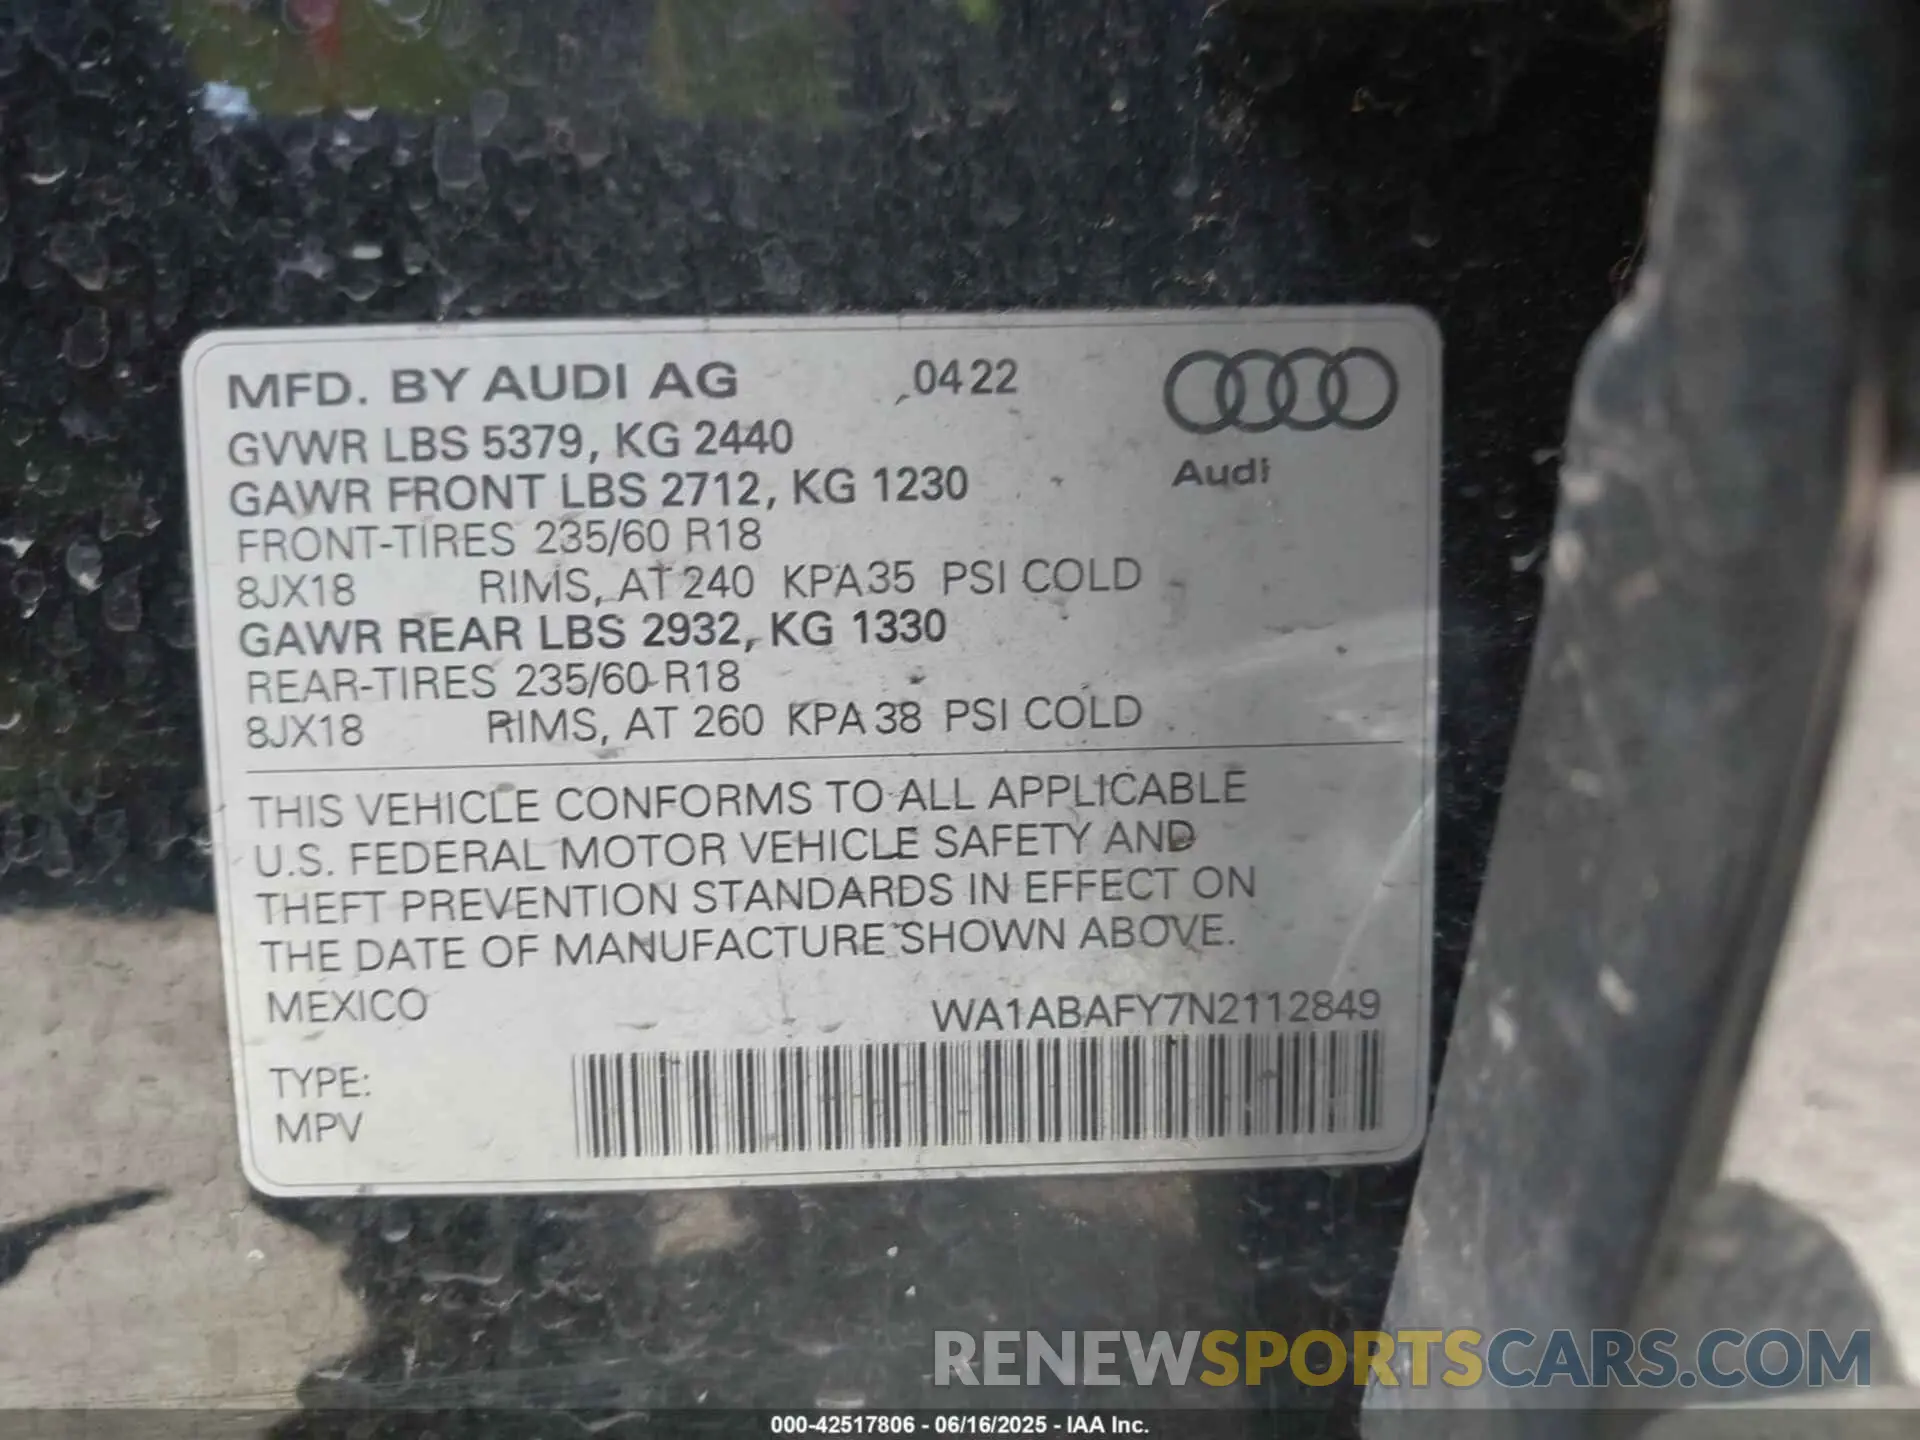 MFD. BY AUDI AG 0422
GVWR LBS 5379, KG 2440
GAWR FRONT LBS 2712, KG 1230
Audi
FRONT-TIRES 235/60 R18
8JX18 RIMS, AT 240 KPA 35 PSI COLD
GAWR REAR LBS 2932, KG 1330
REAR-TIRES 235/60 R18
8JX18 RIMS, AT 260 KPA 38 PSI COLD
THIS VEHICLE CONFORMS TO ALL APPLICABLE
U.S. FEDERAL MOTOR VEHICLE SAFETY AND
THEFT PREVENTION STANDARDS IN EFFECT ON
THE DATE OF MANUFACTURE SHOWN ABOVE.
MEXICO WA1ABAFY7N2112849
TYPE:
MPV
RENEWSPORTSCARS.COM
000-42517806 - 06/16/2025 - IAA Inc.